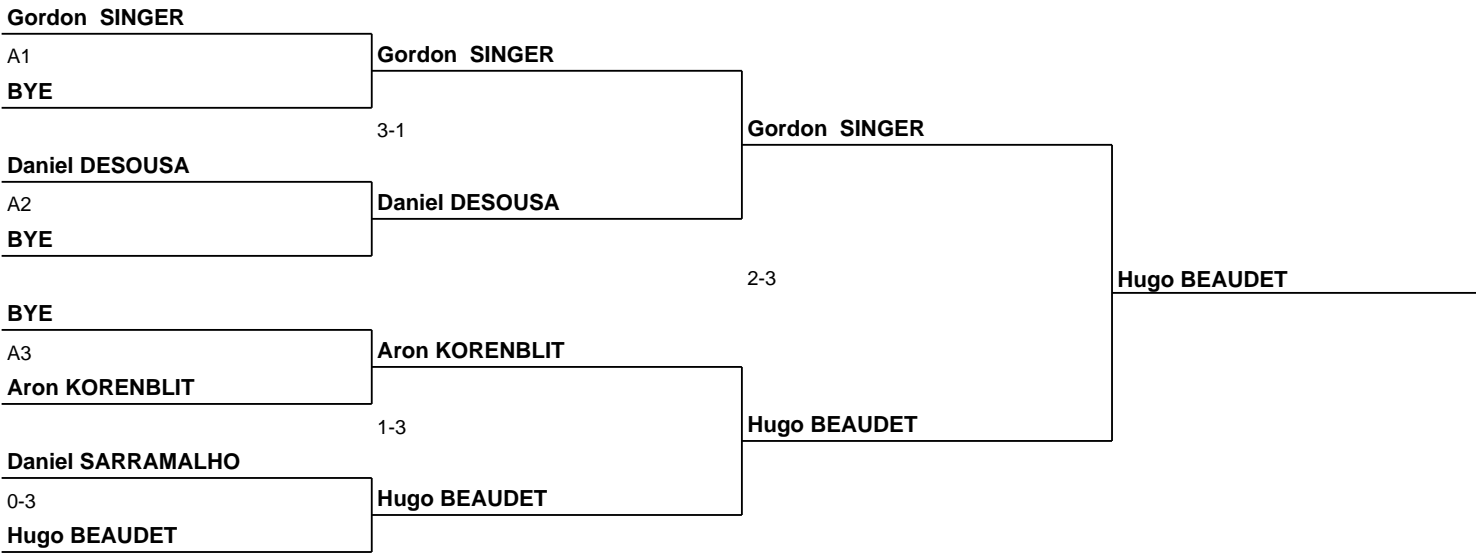 Gordon  SINGER
A1
Gordon  SINGER
BYE
3-1
Gordon  SINGER
Daniel DESOUSA
A2
Daniel DESOUSA
BYE
2-3
Hugo BEAUDET
BYE
A3
Aron KORENBLIT
Aron KORENBLIT
1-3
Hugo BEAUDET
Daniel SARRAMALHO
0-3
Hugo BEAUDET
Hugo BEAUDET